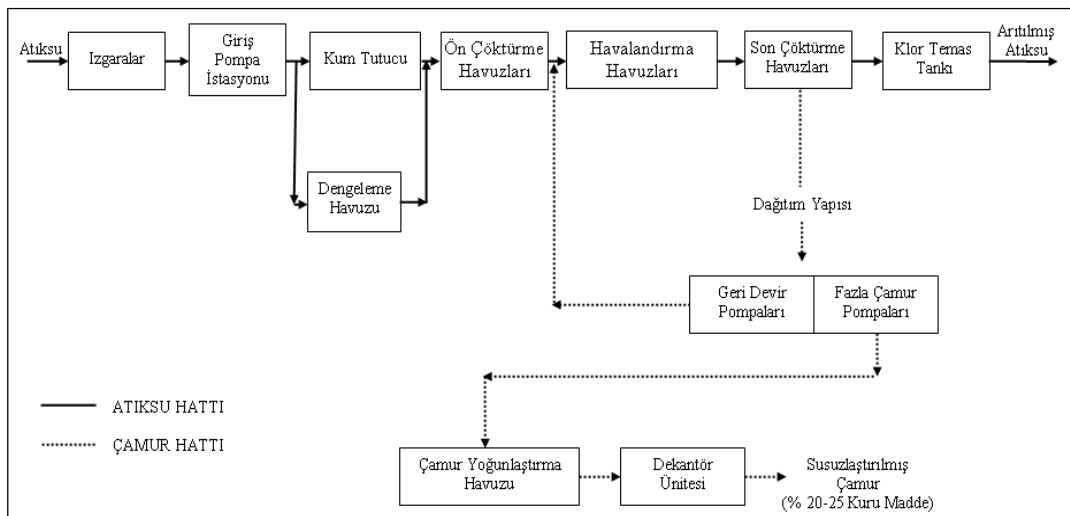 Atıksu
Izgaralar
Giriş
Pompa
İstasyonu
Kum Tutucu
Ön Çöktürme
Havuzları
Havalandırma
Havuzları
Son Çöktürme
Havuzları
Klor Temas
Tankı
Arıtılmış
Atıksu
Dengeleme
Havuzu
Dağıtım Yapısı
Geri Devir
Pompaları
Fazla Çamur
Pompaları
ATIKSU HATTI
ÇAMUR HATTI
Çamur Yoğunlaştırma
Havuzu
Dekantör
Ünitesi
Susuzlaştırılmış
Çamur
(% 20-25 Kuru Madde)